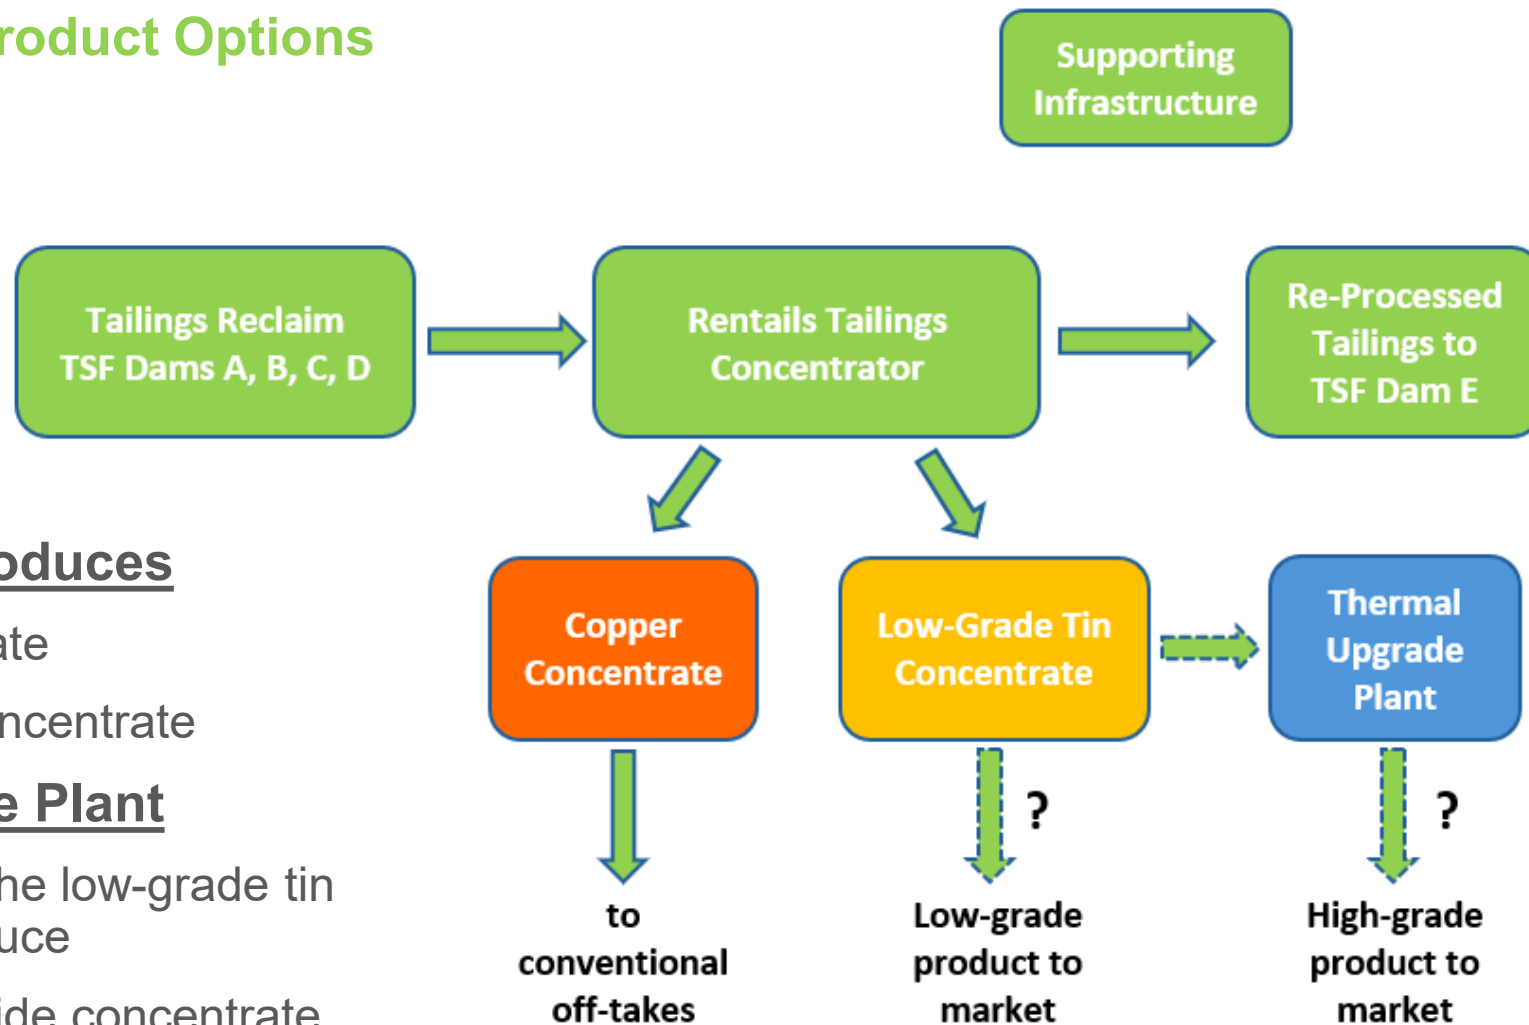 roduct Options
Supporting
Infrastructure
Tailings Reclaim
TSF Dams A, B, C, D
Rentails Tailings
Concentrator
Re-Processed
Tailings to
TSF Dam E
oduces
ate
ncentrate
e Plant
he low-grade tin
uce
ide concentrate
Copper
Concentrate
Low-Grade Tin
Concentrate
Thermal
Upgrade
Plant
?
?
to
conventional
off-takes
Low-grade
product to
market
High-grade
product to
market